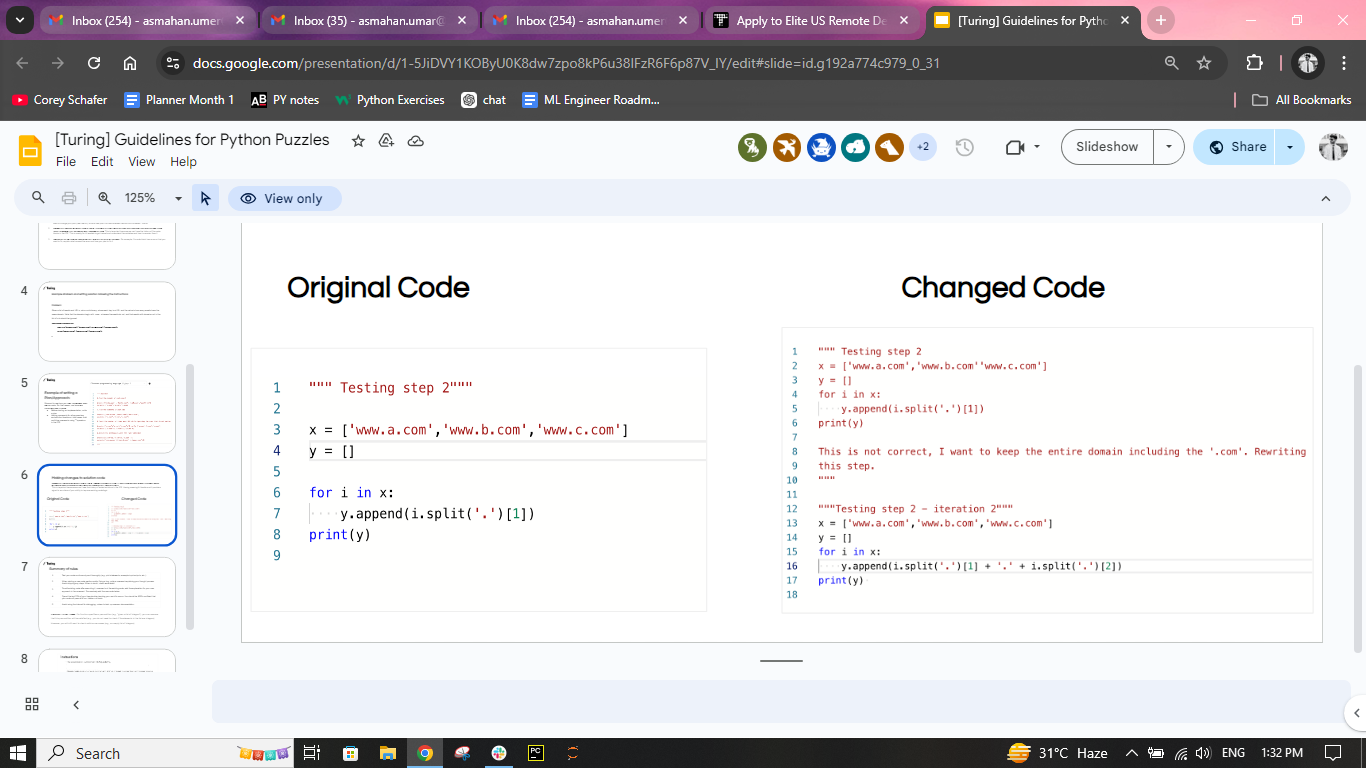 Inbox (254) - asmahan.umer
Inbox (35) - asmahan.umar@
Inbox (254) - asmahan.umer
Apply to Elite US Remote De
[Turing] Guidelines for Pytho
docs.google.com/presentation/d/1-5JiDVY1KOByU0K8dw7zpo8kP6u38IFzR6F6p87V_IY/edit#slide=id.g192a774c979_0_31
Corey Schafer
Planner Month 1
PY notes
Python Exercises
chat
ML Engineer Roadm...
All Bookmarks
[Turing] Guidelines for Python Puzzles
File Edit View Help
+2
Slideshow
Share
125%
View only
4
5
6
7
8
Original Code
1 """ Testing step 2"""
2
3 x = ['www.a.com','www.b.com','www.c.com']
4 y = []
5
6 for i in x:
7 ····y.append(i.split('.')[1])
8 print(y)
9
Changed Code
1 """ Testing step 2
2 x = ['www.a.com','www.b.com''www.c.com']
3 y = []
4 for i in x:
5 ····y.append(i.split('.')[1])
6 print(y)
7
8 This is not correct, I want to keep the entire domain including the '.com'. Rewriting
9 this step.
10 """
11
12 """Testing step 2 – iteration 2"""
13 x = ['www.a.com','www.b.com','www.c.com']
14 y = []
15 for i in x:
16 ····y.append(i.split('.')[1] + '.' + i.split('.')[2])
17 print(y)
18
Search
PC
31°C Haze
ENG
1:32 PM